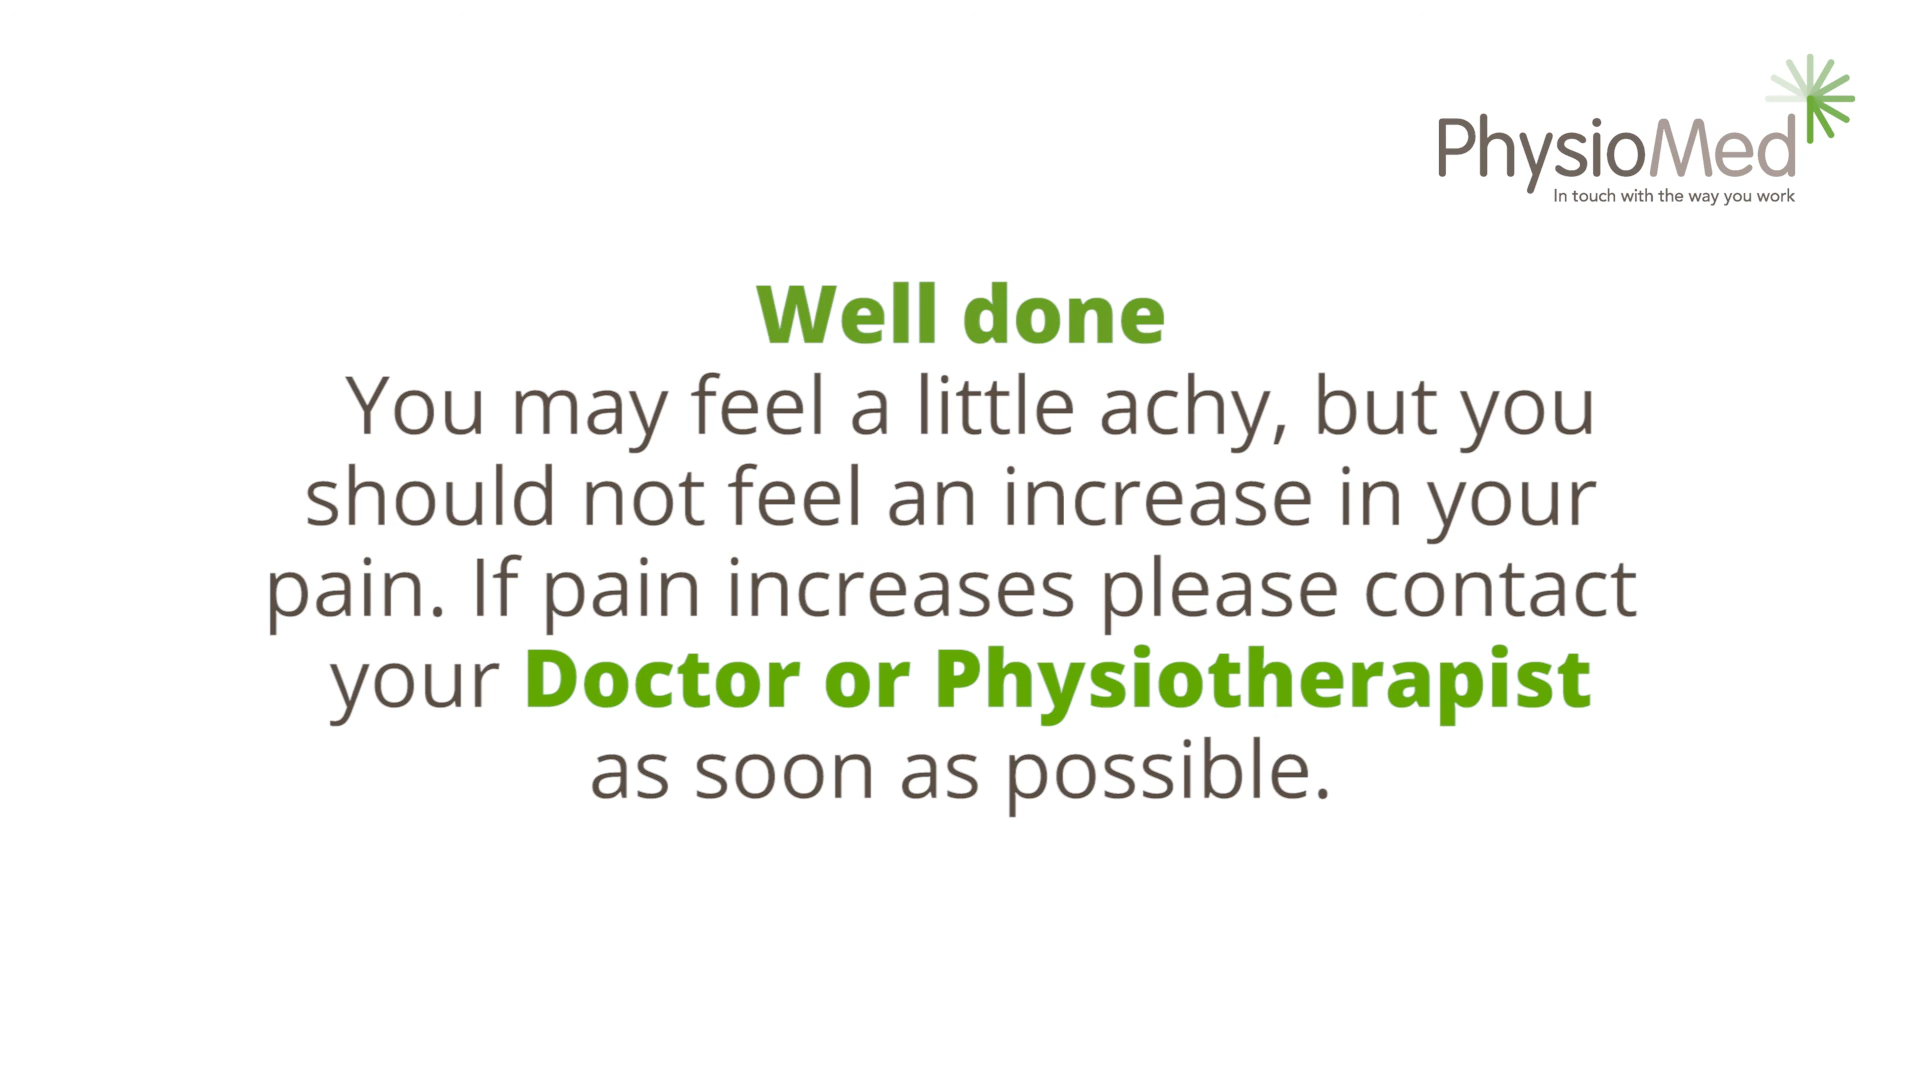 PhysioMed
In touch with the way you work
Well done
You may feel a little achy, but you
should not feel an increase in your
pain. If pain increases please contact
your Doctor or Physiotherapist
as soon as possible.